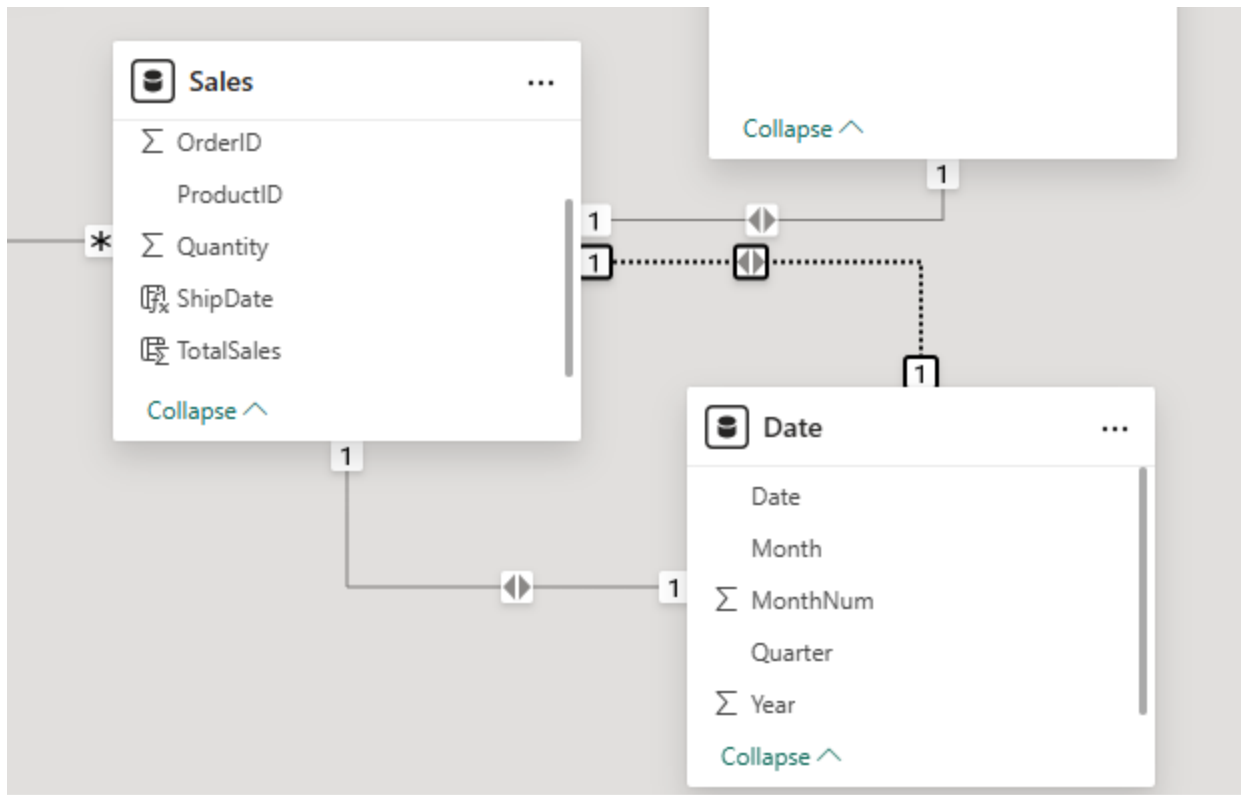 Sales
...
OrderID
ProductID
Quantity
ShipDate
TotalSales
Collapse
Collapse
1
1
*
1
1
1
1
Date
...
Date
Month
MonthNum
Quarter
Year
Collapse